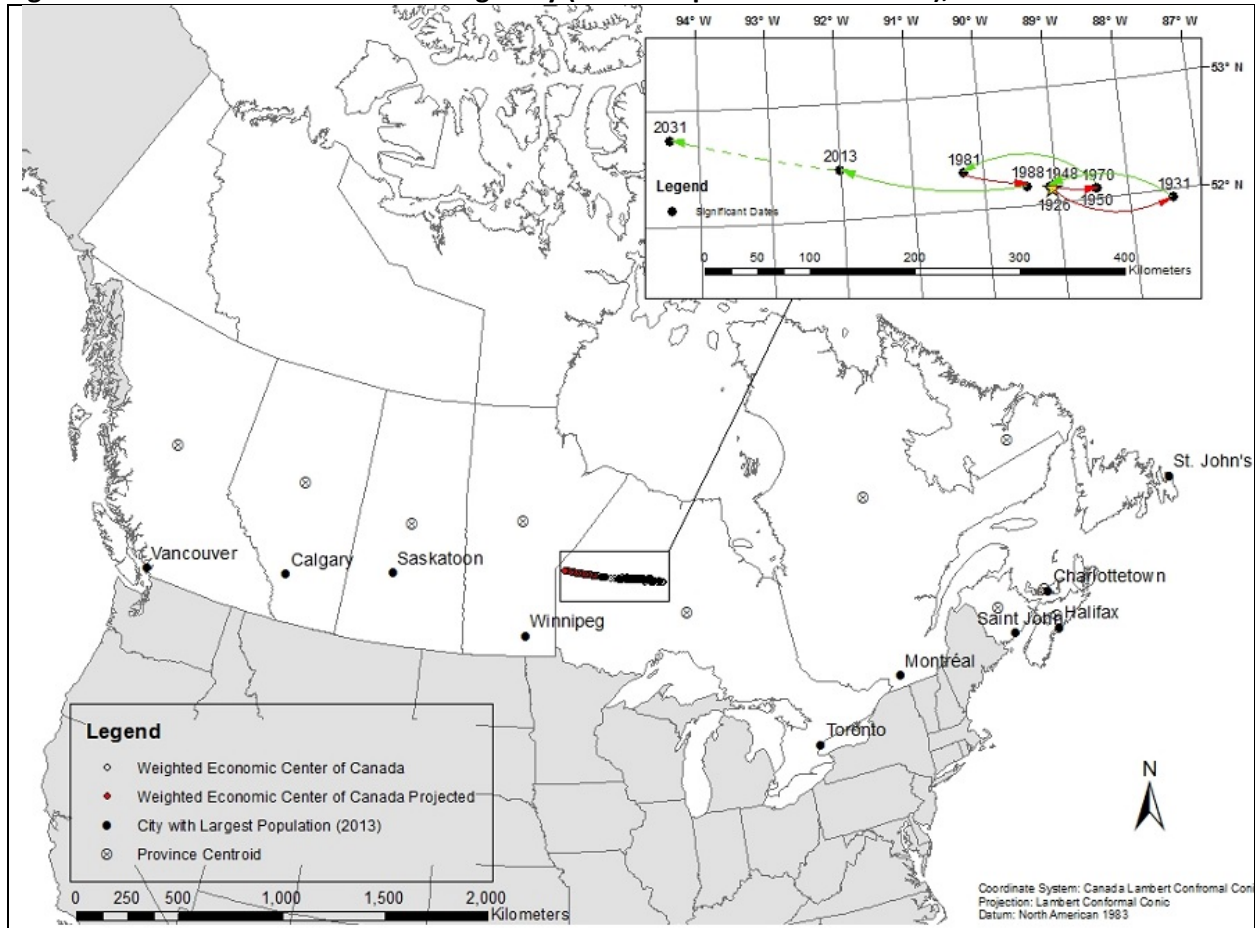 94° W 93° W 92° W 91° W 90° W 89° W 88° W 87° W
53° N
2031
2013
1981
1988 1948 1970
1931
52° N
1926
1950
Legend
Significant Dates
0 50 100 200 300 400
Kilometers
St. John's
Vancouver
Calgary
Saskatoon
Charlottetown
Winnipeg
Saint John
Halifax
Montréal
Toronto
Legend
Weighted Economic Center of Canada
Weighted Economic Center of Canada Projected
City with Largest Population (2013)
Province Centroid
N
0 250 500 1,000 1,500 2,000
Kilometers
Coordinate System: Canada Lambert Confromal Coni
Projection: Lambert Conformal Conic
Datum: North American 1983